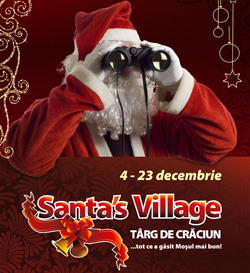 4 - 23 decembrie
Santa's Village
TÂRG DE CRĂCIUN
...tot ce a găsit Moşul mai bun!